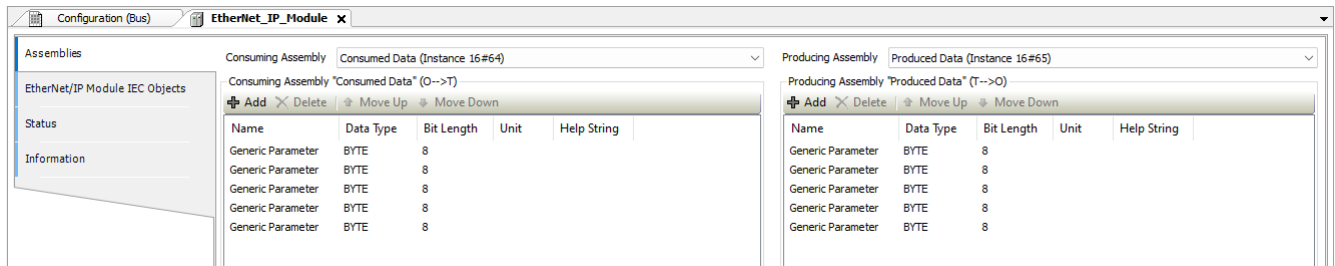 Configuration (Bus) EtherNet_IP_Module X
Assemblies
EtherNet/IP Module IEC Objects
Status
Information
Consuming Assembly Consumed Data (Instance 16#64)
Consuming Assembly "Consumed Data" (O-->T)
Add Delete Move Up Move Down
Name Data Type Bit Length Unit Help String
Generic Parameter BYTE 8
Generic Parameter BYTE 8
Generic Parameter BYTE 8
Generic Parameter BYTE 8
Generic Parameter BYTE 8
Producing Assembly Produced Data (Instance 16#65)
Producing Assembly "Produced Data" (T-->O)
Add Delete Move Up Move Down
Name Data Type Bit Length Unit Help String
Generic Parameter BYTE 8
Generic Parameter BYTE 8
Generic Parameter BYTE 8
Generic Parameter BYTE 8
Generic Parameter BYTE 8